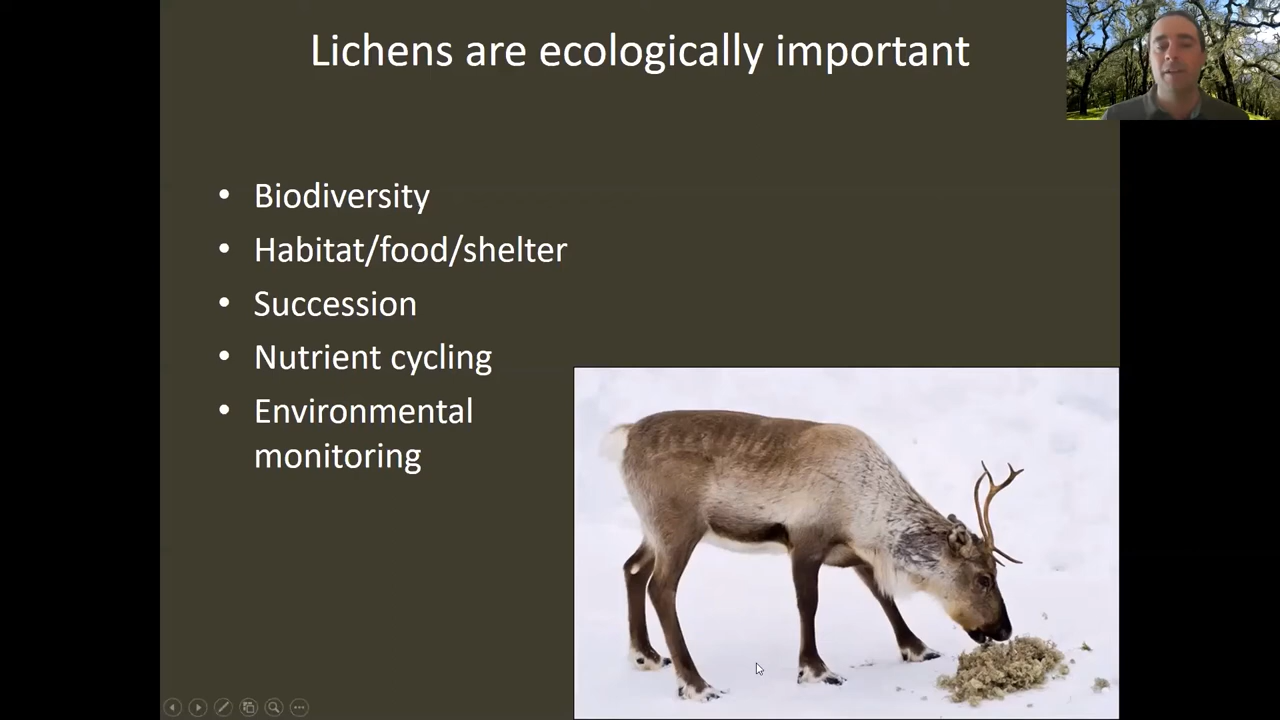 Lichens are ecologically important
• Biodiversity
• Habitat/food/shelter
• Succession
• Nutrient cycling
• Environmental
monitoring